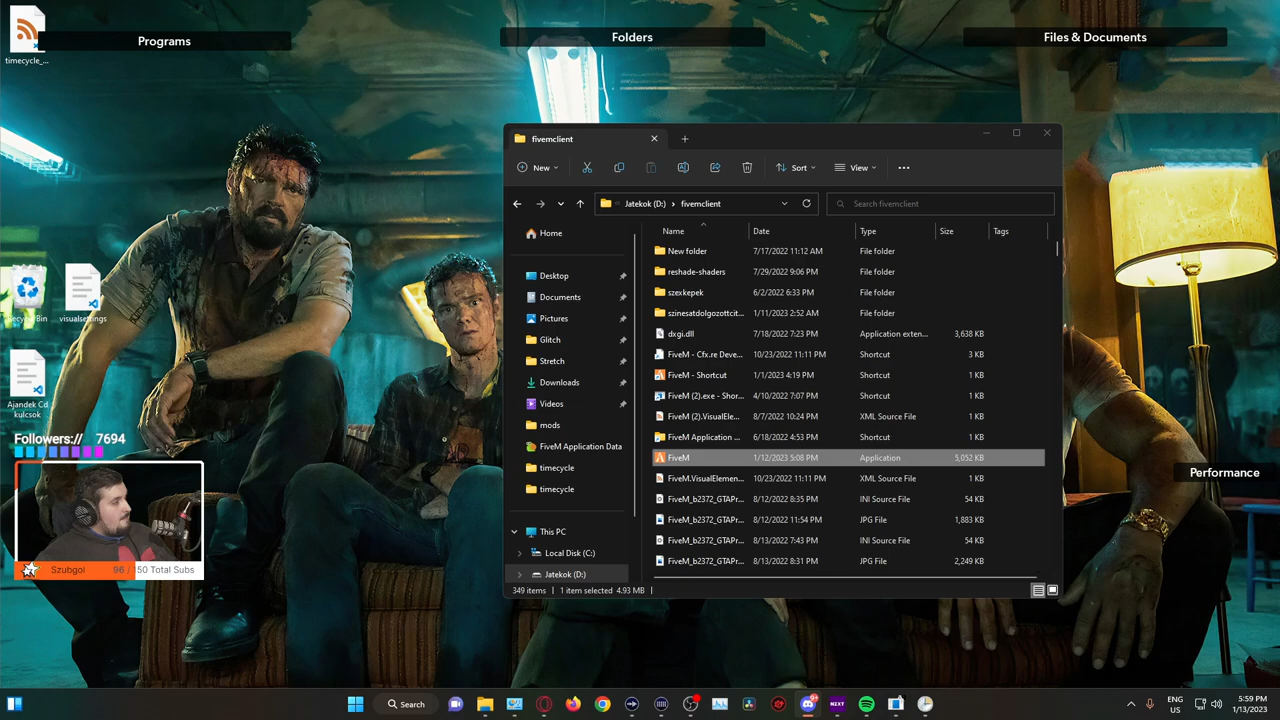 timecycle_...
Programs
Folders
Files & Documents
fivemclient
New
Sort
View
Jatekok (D:)
fivemclient
Search fivemclient
Name
Date
Type
Size
Tags
Home
Desktop
Documents
Pictures
Glitch
Stretch
Downloads
Videos
mods
FiveM Application Data
timecycle
timecycle
This PC
Local Disk (C:)
Jatekok (D:)
New folder 7/17/2022 11:12 AM File folder
reshade-shaders 7/29/2022 9:06 PM File folder
szexkepek 6/2/2022 6:33 PM File folder
szinesatdolgozottcit... 1/11/2023 2:52 AM File folder
dxgi.dll 7/18/2022 7:23 PM Application exten... 3,638 KB
FiveM - Cfx.re Deve... 10/23/2022 11:11 PM Shortcut 3 KB
FiveM - Shortcut 1/1/2023 4:19 PM Shortcut 1 KB
FiveM (2).exe - Shor... 4/10/2022 7:07 PM Shortcut 1 KB
FiveM (2).VisualEle... 8/7/2022 10:24 PM XML Source File 1 KB
FiveM Application ... 6/18/2022 4:53 PM Shortcut 1 KB
FiveM 1/12/2023 5:08 PM Application 5,052 KB
FiveM.VisualElemen... 10/23/2022 11:11 PM XML Source File 1 KB
FiveM_b2372_GTAPr... 8/12/2022 8:35 PM INI Source File 54 KB
FiveM_b2372_GTAPr... 8/12/2022 11:54 PM JPG File 1,883 KB
FiveM_b2372_GTAPr... 8/13/2022 7:43 PM INI Source File 54 KB
FiveM_b2372_GTAPr... 8/13/2022 8:31 PM JPG File 2,249 KB
349 items 1 item selected 4.93 MB
Recycle Bin
visualsettings
Ajandek Cd
kulcsok
Followers:// 7694
Szubgol 96 / 150 Total Subs
Performance
Search
9+
NEXT
ENG
US
5:59 PM
1/13/2023